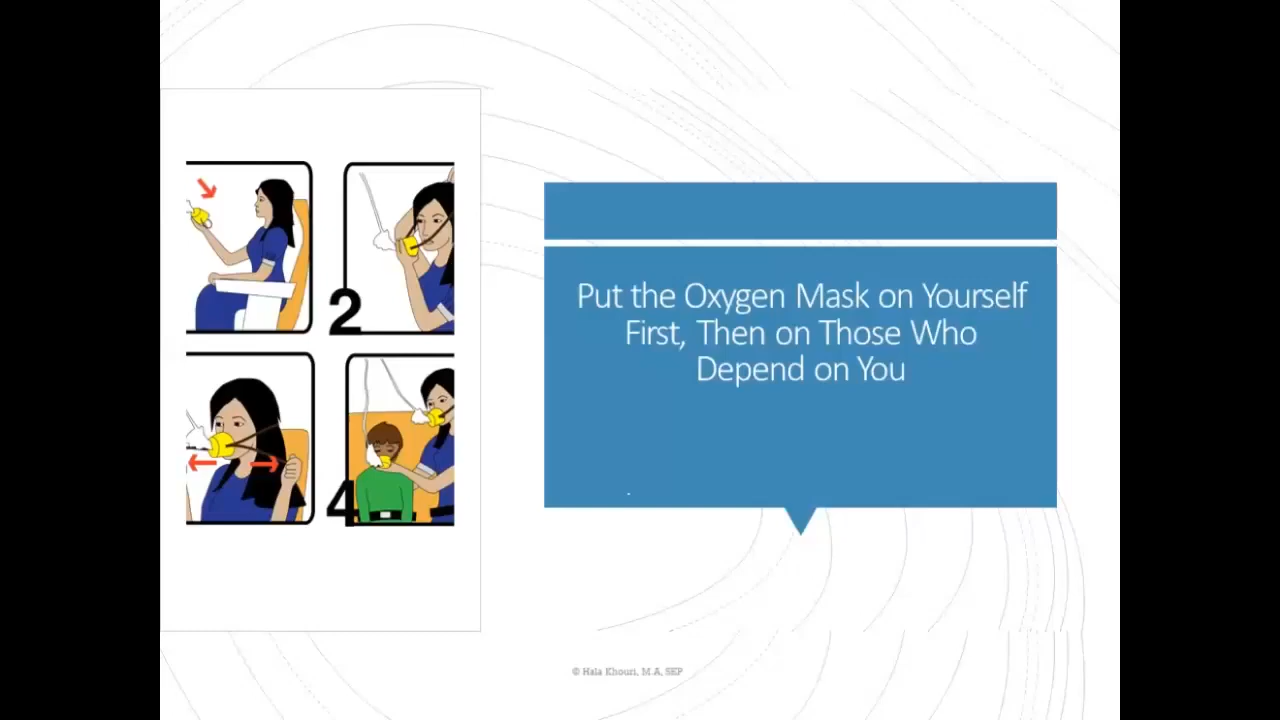 2
4
Put the Oxygen Mask on Yourself
First, Then on Those Who
Depend on You
.
© Hala Khouri, M.A, SEP